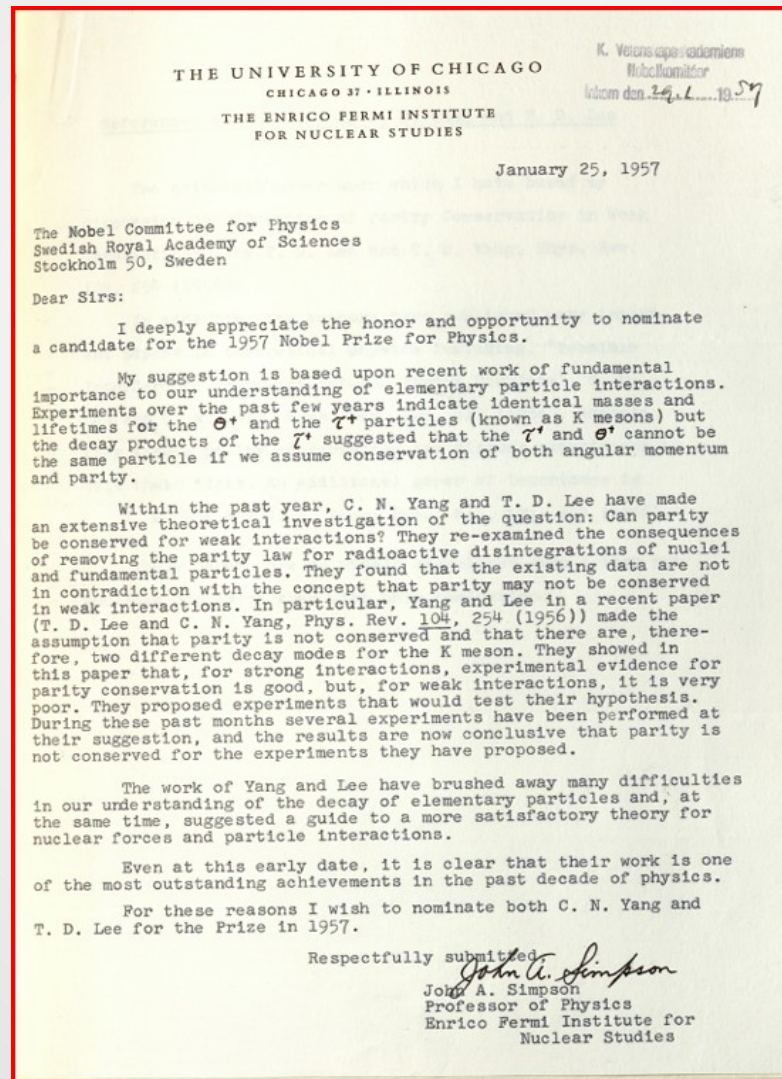 THE UNIVERSITY OF CHICAGO
CHICAGO 37 · ILLINOIS
THE ENRICO FERMI INSTITUTE
FOR NUCLEAR STUDIES
K. Vetenskapsakademiens
Nobelkomittéer
Inkom den 29.1 1957
January 25, 1957
The Nobel Committee for Physics
Swedish Royal Academy of Sciences
Stockholm 50, Sweden
Dear Sirs:
I deeply appreciate the honor and opportunity to nominate
a candidate for the 1957 Nobel Prize for Physics.
My suggestion is based upon recent work of fundamental
importance to our understanding of elementary particle interactions.
Experiments over the past few years indicate identical masses and
lifetimes for the θ⁺ and the τ⁺ particles (known as K mesons) but
the decay products of the τ⁺ suggested that the τ⁺ and θ⁺ cannot be
the same particle if we assume conservation of both angular momentum
and parity.
Within the past year, C. N. Yang and T. D. Lee have made
an extensive theoretical investigation of the question: Can parity
be conserved for weak interactions? They re-examined the consequences
of removing the parity law for radioactive disintegrations of nuclei
and fundamental particles. They found that the existing data are not
in contradiction with the concept that parity may not be conserved
in weak interactions. In particular, Yang and Lee in a recent paper
(T. D. Lee and C. N. Yang, Phys. Rev. 104, 254 (1956)) made the
assumption that parity is not conserved and that there are, there-
fore, two different decay modes for the K meson. They showed in
this paper that, for strong interactions, experimental evidence for
parity conservation is good, but, for weak interactions, it is very
poor. They proposed experiments that would test their hypothesis.
During these past months several experiments have been performed at
their suggestion, and the results are now conclusive that parity is
not conserved for the experiments they have proposed.
The work of Yang and Lee have brushed away many difficulties
in our understanding of the decay of elementary particles and, at
the same time, suggested a guide to a more satisfactory theory for
nuclear forces and particle interactions.
Even at this early date, it is clear that their work is one
of the most outstanding achievements in the past decade of physics.
For these reasons I wish to nominate both C. N. Yang and
T. D. Lee for the Prize in 1957.
Respectfully submitted,
John A. Simpson
John A. Simpson
Professor of Physics
Enrico Fermi Institute for
Nuclear Studies